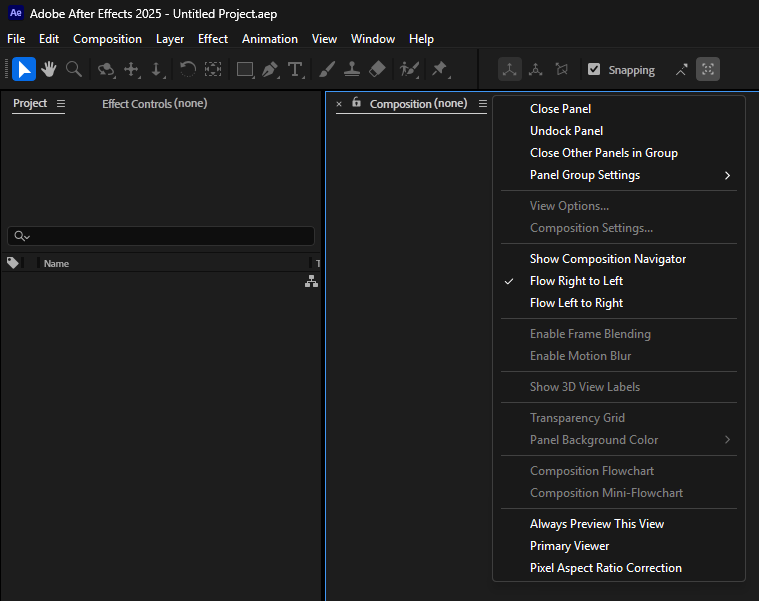 Ae Adobe After Effects 2025 - Untitled Project.aep
File Edit Composition Layer Effect Animation View Window Help
T Snapping
Project Effect Controls (none) × Composition (none)
Close Panel
Undock Panel
Close Other Panels in Group
Panel Group Settings
View Options...
Composition Settings...
Name T
Show Composition Navigator
Flow Right to Left
Flow Left to Right
Enable Frame Blending
Enable Motion Blur
Show 3D View Labels
Transparency Grid
Panel Background Color
Composition Flowchart
Composition Mini-Flowchart
Always Preview This View
Primary Viewer
Pixel Aspect Ratio Correction